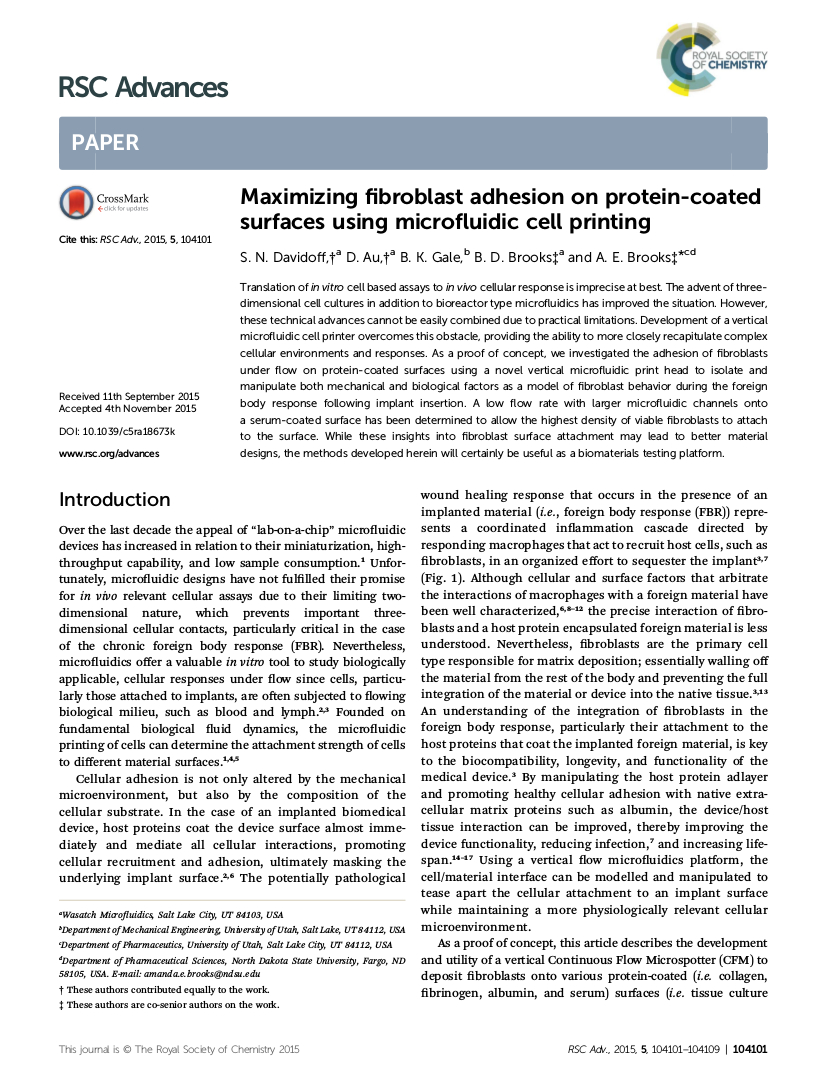 ROYAL SOCIETY
OF CHEMISTRY
RSC Advances
PAPER
CrossMark
click for updates
Cite this: RSC Adv., 2015, 5, 104101
Received 11th September 2015
Accepted 4th November 2015
DOI: 10.1039/c5ra18673k
www.rsc.org/advances
Maximizing fibroblast adhesion on protein-coated
surfaces using microfluidic cell printing
S. N. Davidoff,†a D. Au,†a B. K. Gale,b B. D. Brooks‡a and A. E. Brooks‡*cd
Translation of in vitro cell based assays to in vivo cellular response is imprecise at best. The advent of three-
dimensional cell cultures in addition to bioreactor type microfluidics has improved the situation. However,
these technical advances cannot be easily combined due to practical limitations. Development of a vertical
microfluidic cell printer overcomes this obstacle, providing the ability to more closely recapitulate complex
cellular environments and responses. As a proof of concept, we investigated the adhesion of fibroblasts
under flow on protein-coated surfaces using a novel vertical microfluidic print head to isolate and
manipulate both mechanical and biological factors as a model of fibroblast behavior during the foreign
body response following implant insertion. A low flow rate with larger microfluidic channels onto
a serum-coated surface has been determined to allow the highest density of viable fibroblasts to attach
to the surface. While these insights into fibroblast surface attachment may lead to better material
designs, the methods developed herein will certainly be useful as a biomaterials testing platform.
Introduction
Over the last decade the appeal of “lab-on-a-chip” microfluidic
devices has increased in relation to their miniaturization, high-
throughput capability, and low sample consumption.1 Unfor-
tunately, microfluidic designs have not fulfilled their promise
for in vivo relevant cellular assays due to their limiting two-
dimensional nature, which prevents important three-
dimensional cellular contacts, particularly critical in the case
of the chronic foreign body response (FBR). Nevertheless,
microfluidics offer a valuable in vitro tool to study biologically
applicable, cellular responses under flow since cells, particu-
larly those attached to implants, are often subjected to flowing
biological milieu, such as blood and lymph.2,3 Founded on
fundamental biological fluid dynamics, the microfluidic
printing of cells can determine the attachment strength of cells
to different material surfaces.1,4,5
Cellular adhesion is not only altered by the mechanical
microenvironment, but also by the composition of the
cellular substrate. In the case of an implanted biomedical
device, host proteins coat the device surface almost imme-
diately and mediate all cellular interactions, promoting
cellular recruitment and adhesion, ultimately masking the
underlying implant surface.2,6 The potentially pathological
aWasatch Microfluidics, Salt Lake City, UT 84103, USA
bDepartment of Mechanical Engineering, University of Utah, Salt Lake, UT 84112, USA
cDepartment of Pharmaceutics, University of Utah, Salt Lake City, UT 84112, USA
dDepartment of Pharmaceutical Sciences, North Dakota State University, Fargo, ND
58105, USA. E-mail: amanda.e.brooks@ndsu.edu
† These authors contributed equally to the work.
‡ These authors are co-senior authors on the work.
wound healing response that occurs in the presence of an
implanted material (i.e., foreign body response (FBR)) repre-
sents a coordinated inflammation cascade directed by
responding macrophages that act to recruit host cells, such as
fibroblasts, in an organized effort to sequester the implant3,7
(Fig. 1). Although cellular and surface factors that arbitrate
the interactions of macrophages with a foreign material have
been well characterized,6,8–12 the precise interaction of fibro-
blasts and a host protein encapsulated foreign material is less
understood. Nevertheless, fibroblasts are the primary cell
type responsible for matrix deposition; essentially walling off
the material from the rest of the body and preventing the full
integration of the material or device into the native tissue.3,13
An understanding of the integration of fibroblasts in the
foreign body response, particularly their attachment to the
host proteins that coat the implanted foreign material, is key
to the biocompatibility, longevity, and functionality of the
medical device.3 By manipulating the host protein adlayer
and promoting healthy cellular adhesion with native extra-
cellular matrix proteins such as albumin, the device/host
tissue interaction can be improved, thereby improving the
device functionality, reducing infection,7 and increasing life-
span.14–17 Using a vertical flow microfluidics platform, the
cell/material interface can be modelled and manipulated to
tease apart the cellular attachment to an implant surface
while maintaining a more physiologically relevant cellular
microenvironment.
As a proof of concept, this article describes the development
and utility of a vertical Continuous Flow Microspotter (CFM) to
deposit fibroblasts onto various protein-coated (i.e. collagen,
fibrinogen, albumin, and serum) surfaces (i.e. tissue culture
This journal is © The Royal Society of Chemistry 2015
RSC Adv., 2015, 5, 104101–104109 | 104101